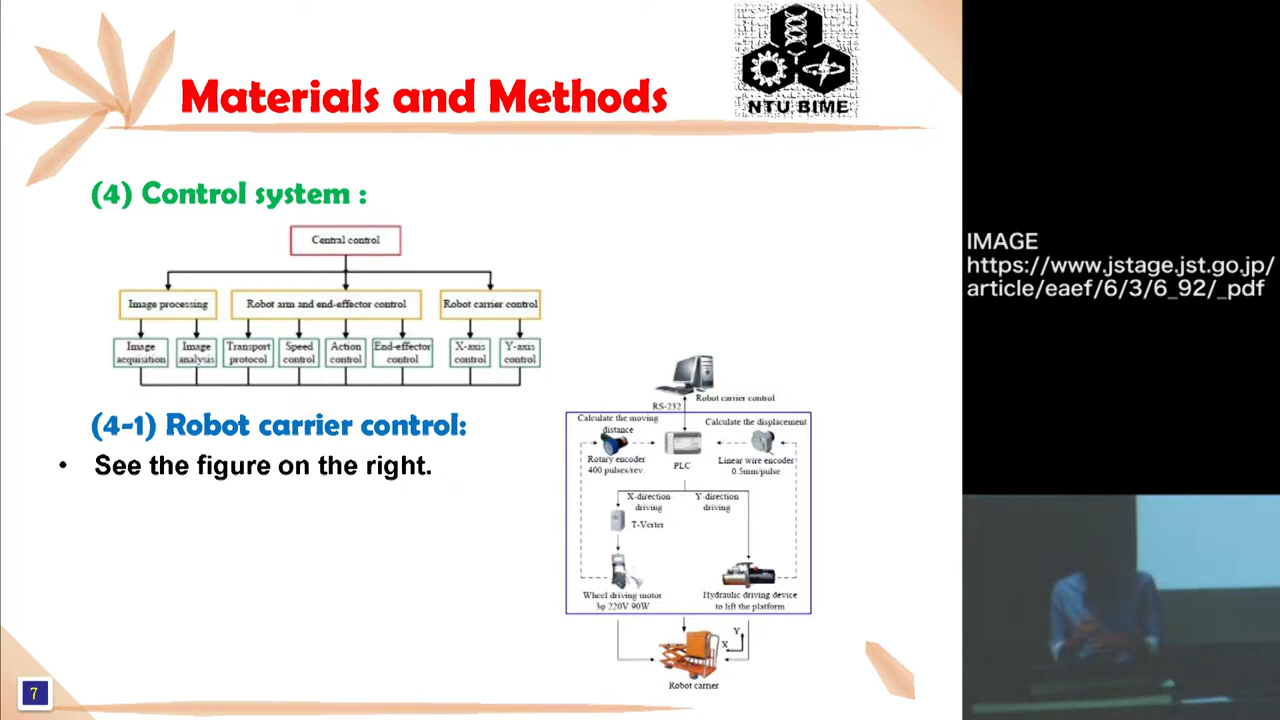 NTU BIME
Materials and Methods
(4) Control system :
Central control
Image processing
Robot arm and end-effector control
Robot carrier control
Image
acquisition
Image
analysis
Transport
protocol
Speed
control
Action
control
End-effector
control
X-axis
control
Y-axis
control
(4-1) Robot carrier control:
• See the figure on the right.
Robot carrier control
RS-232
Calculate the moving
distance
Calculate the displacement
Rotary encoder
400 pulses/rev.
PLC
Linear wire encoder
0.5mm/pulse
X-direction
driving
Y-direction
driving
T-Verter
Wheel driving motor
3φ 220V 90W
Hydraulic driving device
to lift the platform
Y
X
Robot carrier
7
IMAGE
https://www.jstage.jst.go.jp/
article/eaef/6/3/6_92/_pdf